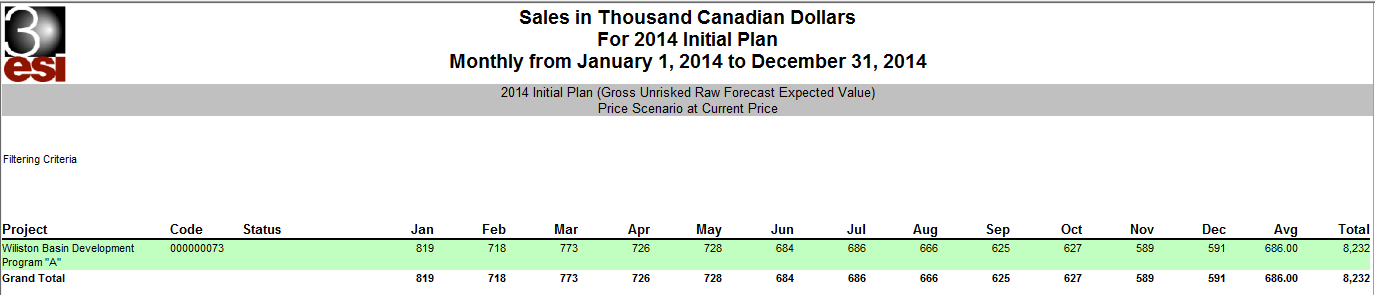 3
esi
Sales in Thousand Canadian Dollars
For 2014 Initial Plan
Monthly from January 1, 2014 to December 31, 2014
2014 Initial Plan (Gross Unrisked Raw Forecast Expected Value)
Price Scenario at Current Price
Filtering Criteria
Project Code Status Jan Feb Mar Apr May Jun Jul Aug Sep Oct Nov Dec Avg Total
Wiliston Basin Development 000000073 819 718 773 726 728 684 686 666 625 627 589 591 686.00 8,232
Program "A"
Grand Total 819 718 773 726 728 684 686 666 625 627 589 591 686.00 8,232